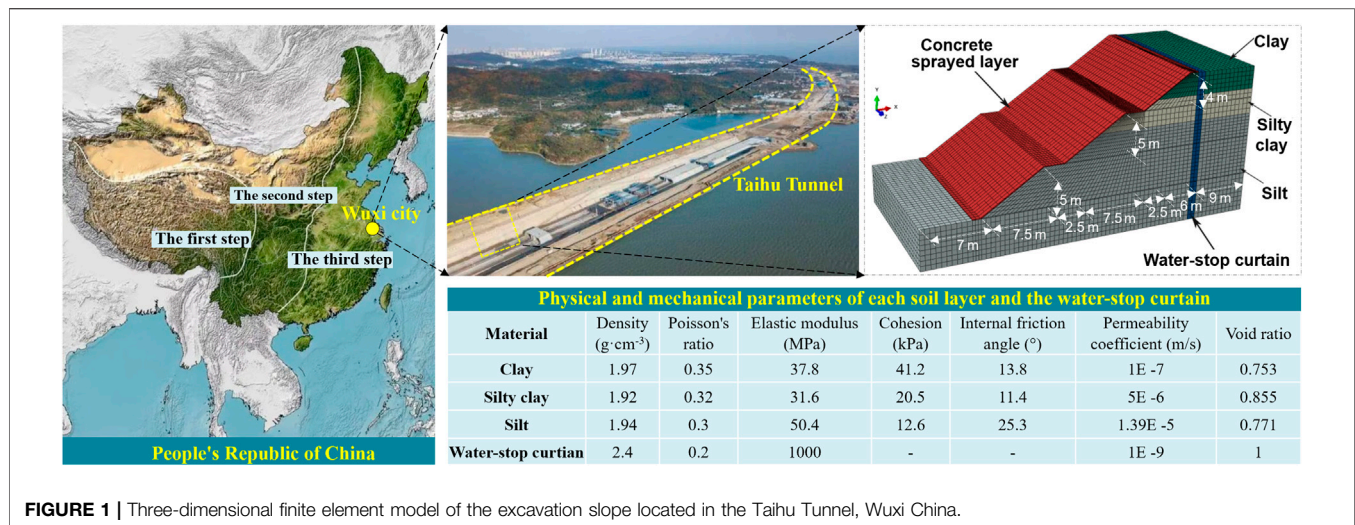 The second step
Wuxi city
The first step
The third step
People's Republic of China
Taihu Tunnel
Concrete
sprayed layer
Clay
Silty
clay
Silt
Water-stop curtain
Y
X
Z
4 m
5 m
5 m
7 m
7.5 m
2.5 m
7.5 m
2.5 m
6 m
9 m
Physical and mechanical parameters of each soil layer and the water-stop curtain
Material Density (g·cm⁻³) Poisson's ratio Elastic modulus (MPa) Cohesion (kPa) Internal friction angle (°) Permeability coefficient (m/s) Void ratio
Clay 1.97 0.35 37.8 41.2 13.8 1E -7 0.753
Silty clay 1.92 0.32 31.6 20.5 11.4 5E -6 0.855
Silt 1.94 0.3 50.4 12.6 25.3 1.39E -5 0.771
Water-stop curtian 2.4 0.2 1000 - - 1E -9 1
FIGURE 1 | Three-dimensional finite element model of the excavation slope located in the Taihu Tunnel, Wuxi China.